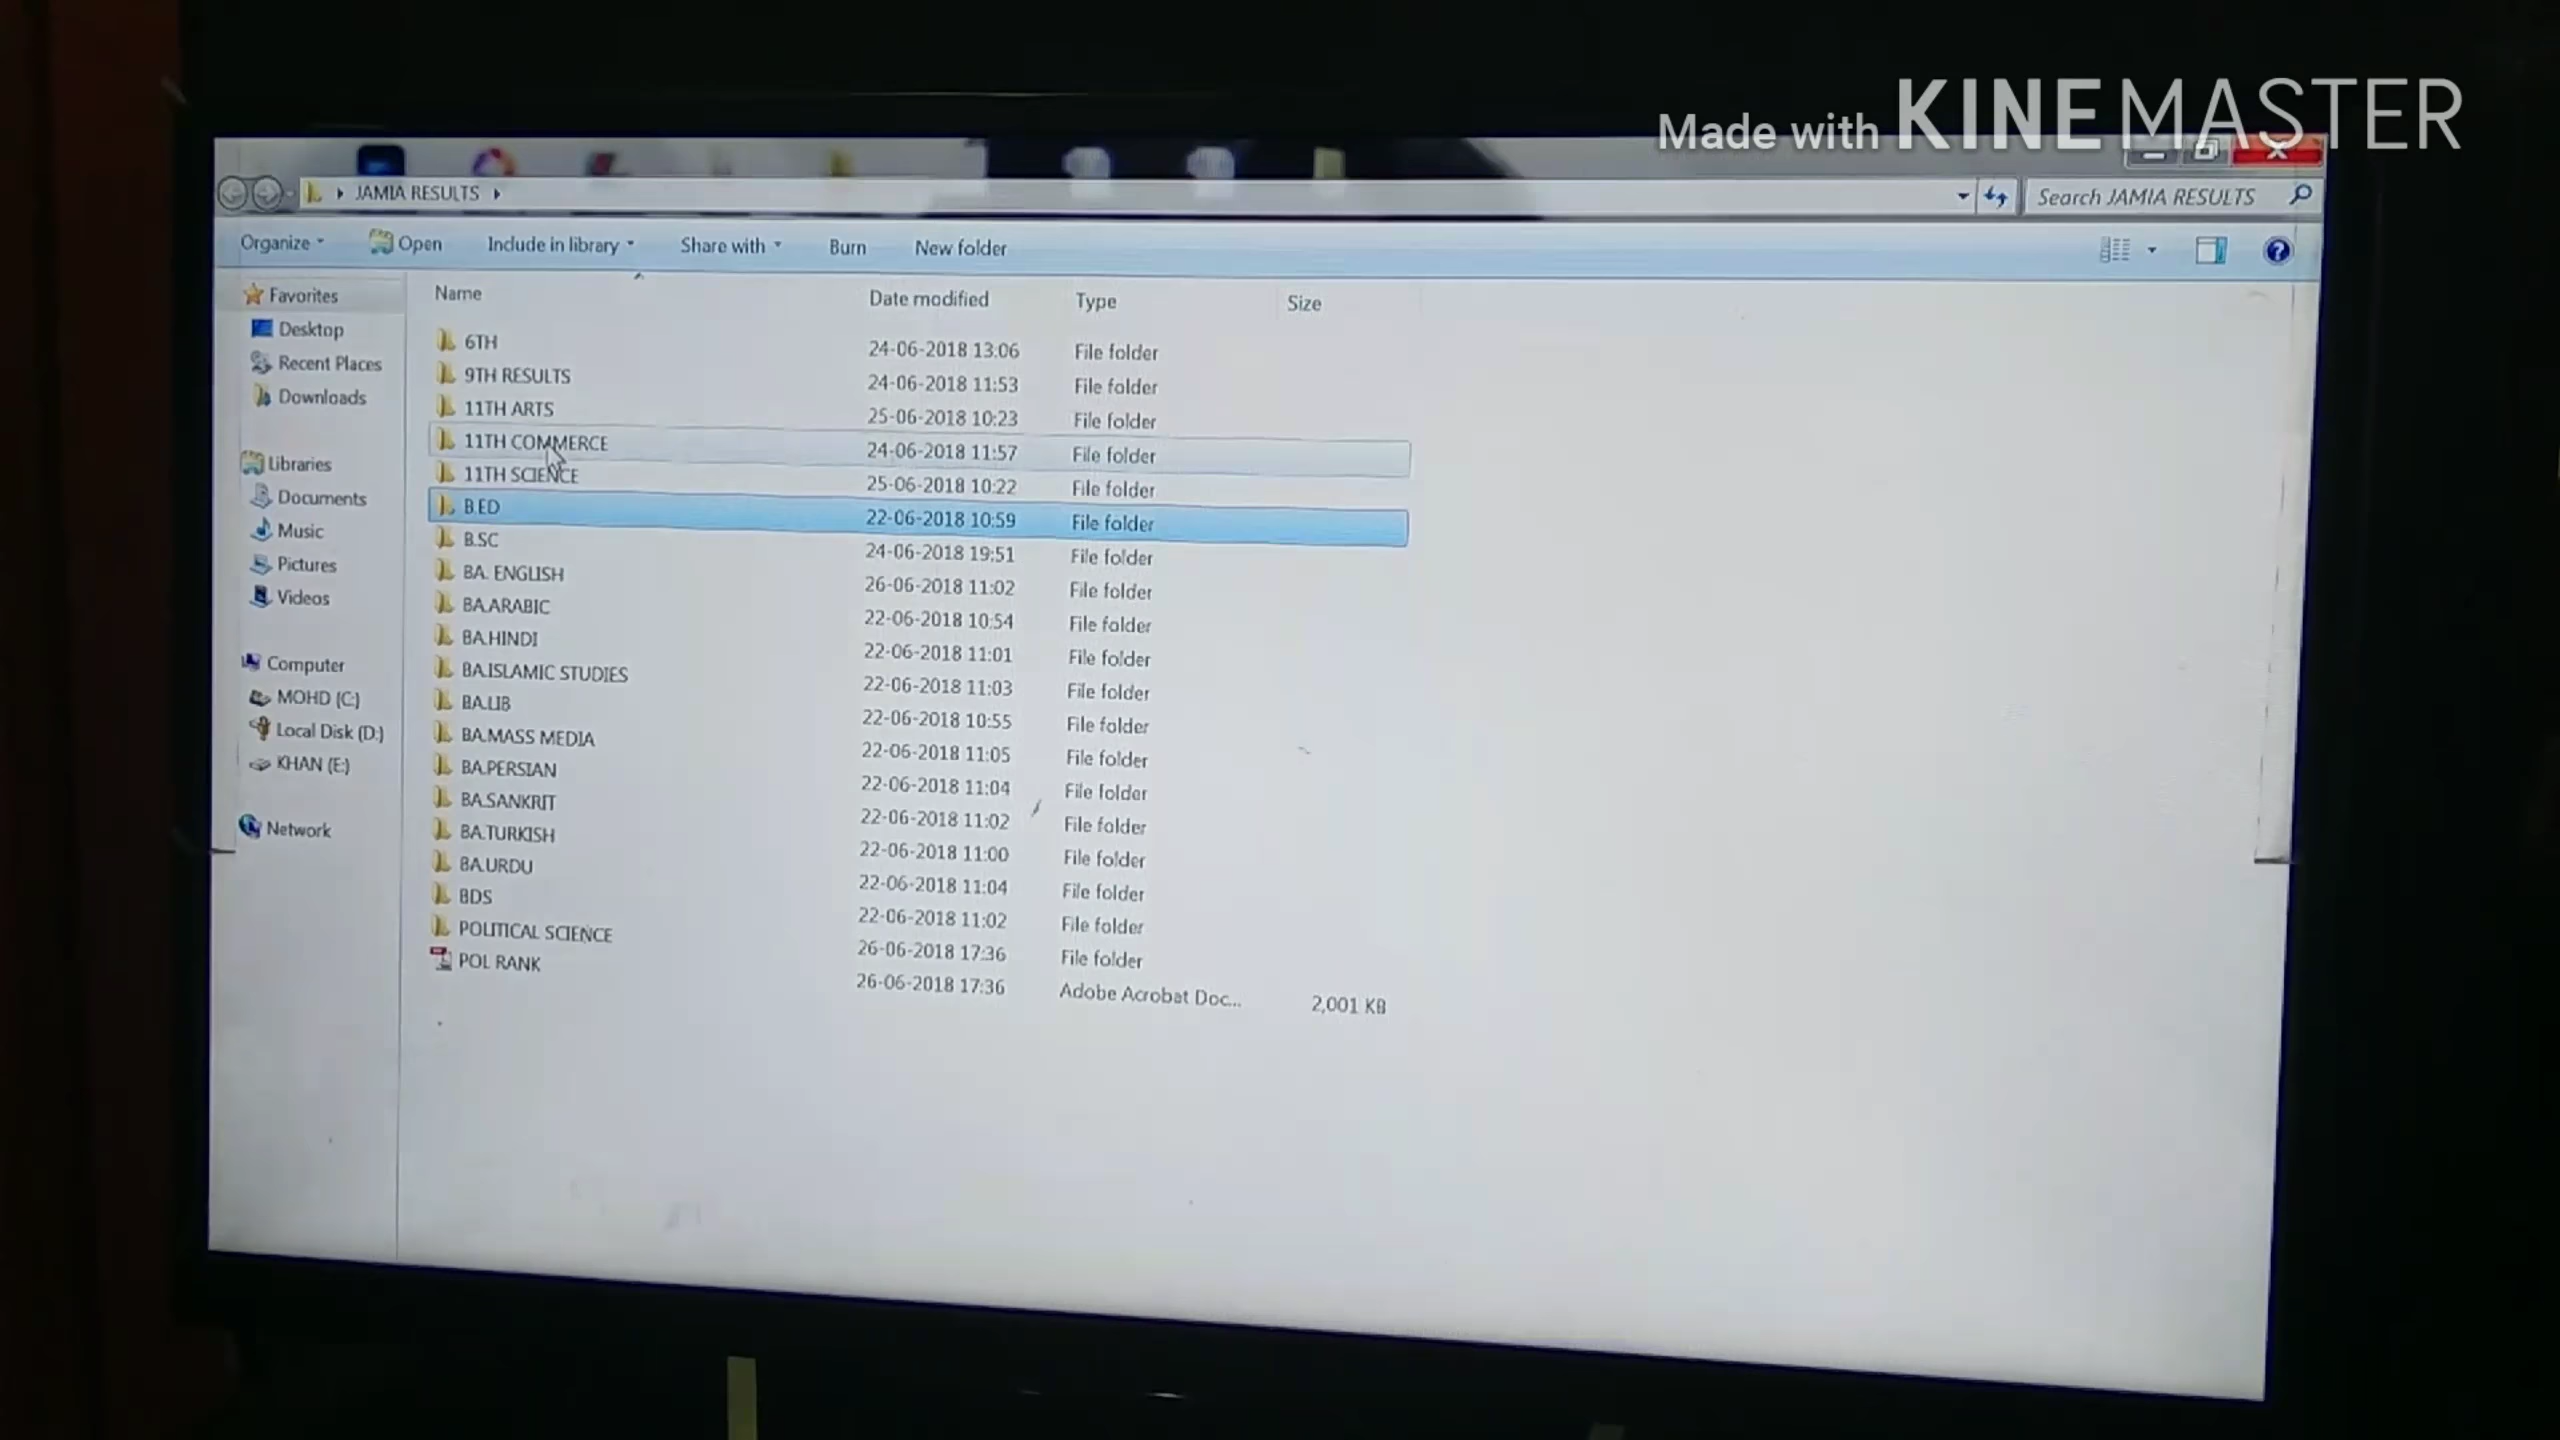 Made with KINEMASTER
JAMIA RESULTS
Search JAMIA RESULTS
Organize Open Include in library Share with Burn New folder
Name Date modified Type Size
Favorites
Desktop
Recent Places
Downloads
Libraries
Documents
Music
Pictures
Videos
Computer
MOHD (C:)
Local Disk (D:)
KHAN (E:)
Network
6TH 24-06-2018 13:06 File folder
9TH RESULTS 24-06-2018 11:53 File folder
11TH ARTS 25-06-2018 10:23 File folder
11TH COMMERCE 24-06-2018 11:57 File folder
11TH SCIENCE 25-06-2018 10:22 File folder
B.ED 22-06-2018 10:59 File folder
B.SC 24-06-2018 19:51 File folder
BA. ENGLISH 26-06-2018 11:02 File folder
BA.ARABIC 22-06-2018 10:54 File folder
BA.HINDI 22-06-2018 11:01 File folder
BA.ISLAMIC STUDIES 22-06-2018 11:03 File folder
BA.LIB 22-06-2018 10:55 File folder
BA.MASS MEDIA 22-06-2018 11:05 File folder
BA.PERSIAN 22-06-2018 11:04 File folder
BA.SANKRIT 22-06-2018 11:02 File folder
BA.TURKISH 22-06-2018 11:00 File folder
BA.URDU 22-06-2018 11:04 File folder
BDS 22-06-2018 11:02 File folder
POLITICAL SCIENCE 26-06-2018 17:36 File folder
POL RANK 26-06-2018 17:36 Adobe Acrobat Doc... 2,001 KB